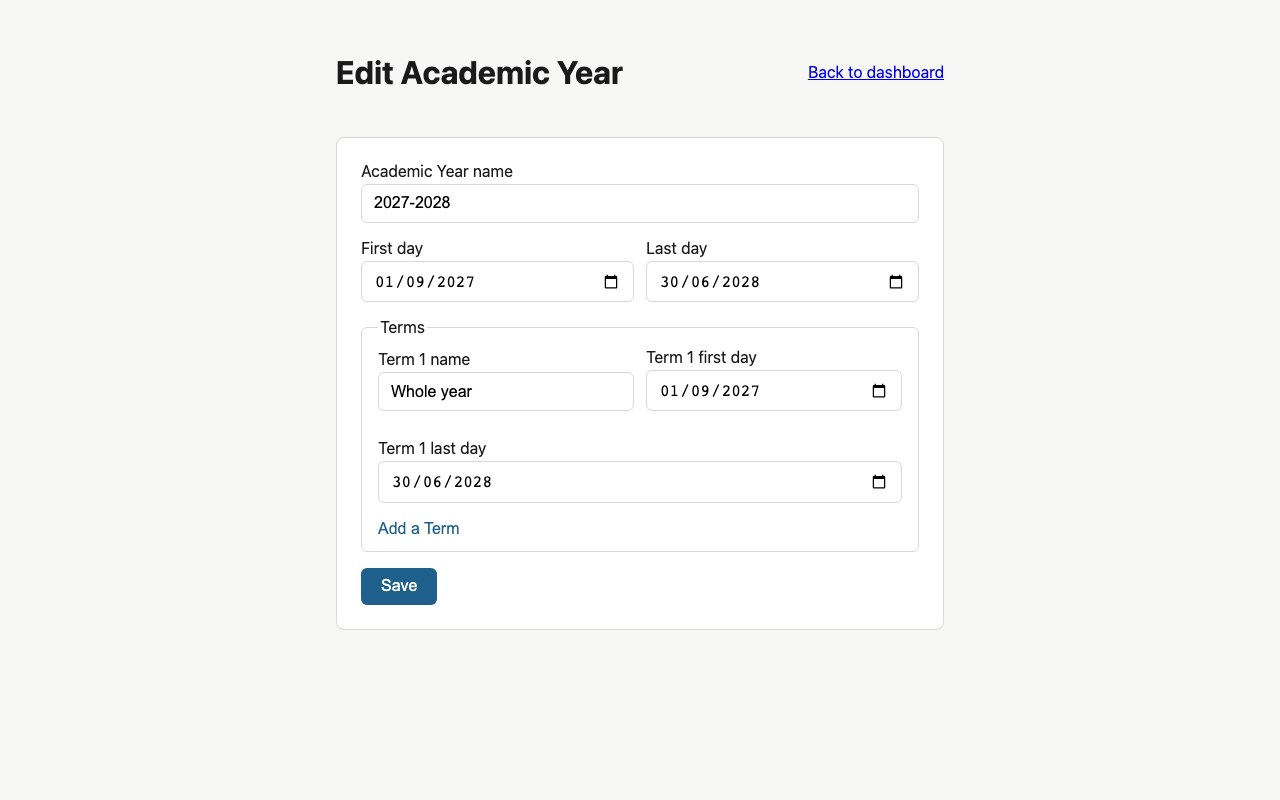 Edit Academic Year
Back to dashboard
Academic Year name
2027-2028
First day
Last day
01/09/2027
30/06/2028
Terms
Term 1 name
Term 1 first day
Whole year
01/09/2027
Term 1 last day
30/06/2028
Add a Term
Save